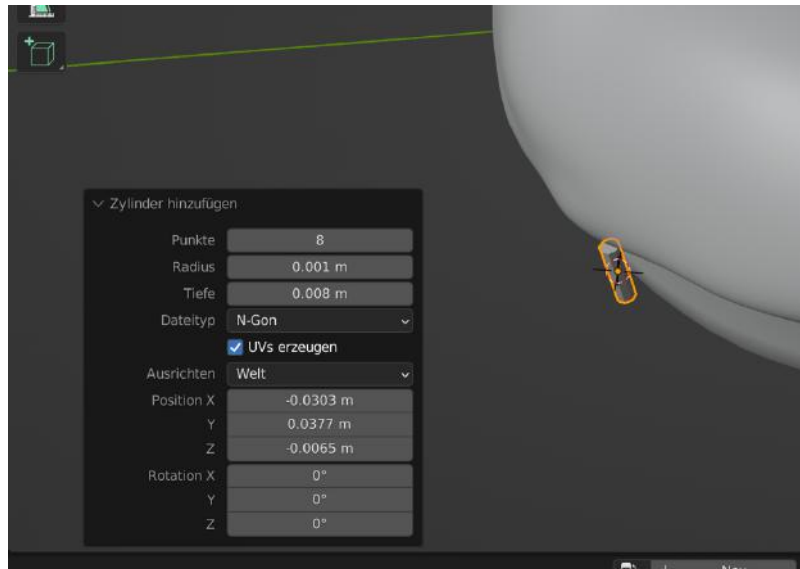 Zylinder hinzufügen
Punkte 8
Radius 0.001 m
Tiefe 0.008 m
Dateityp N-Gon
UVs erzeugen
Ausrichten Welt
Position X -0.0303 m
Y 0.0377 m
Z -0.0065 m
Rotation X 0°
Y 0°
Z 0°